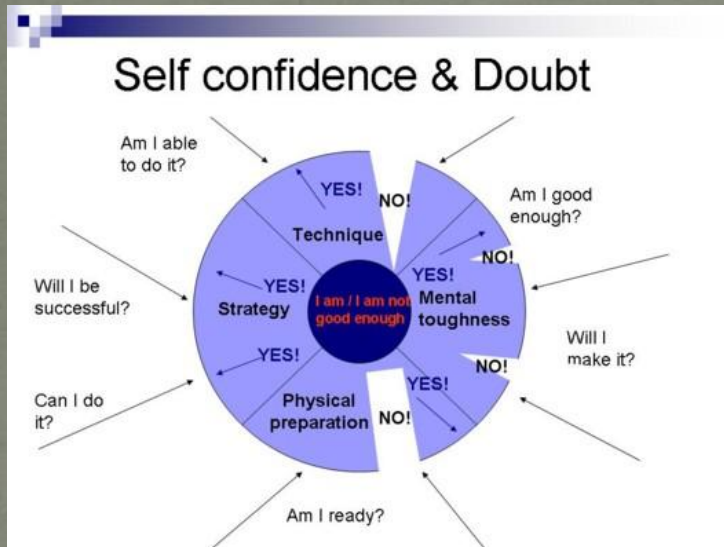 Self confidence & Doubt
Am I able
to do it?
YES!
NO!
Am I good
enough?
Technique
NO!
YES!
Will I be
successful?
YES!
Strategy
I am / I am not
good enough
Mental
toughness
Will I
make it?
YES!
NO!
YES!
Can I do
it?
Physical
preparation
NO!
Am I ready?